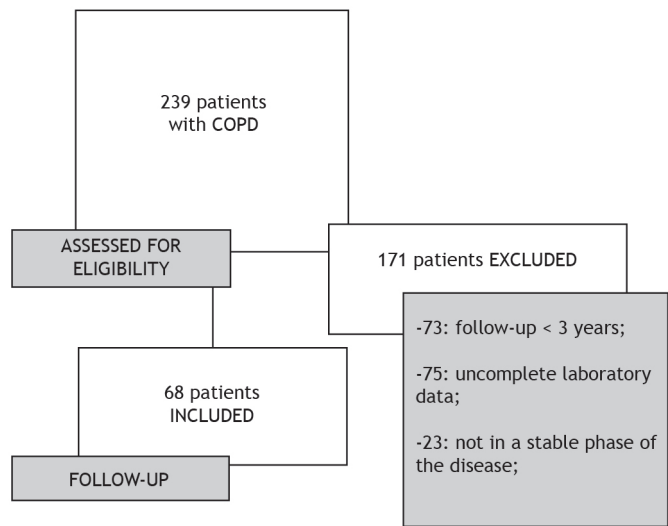 239 patients
with COPD
ASSESSED FOR
ELIGIBILITY
171 patients EXCLUDED
-73: follow-up < 3 years;
-75: uncomplete laboratory
data;
-23: not in a stable phase of
the disease;
68 patients
INCLUDED
FOLLOW-UP